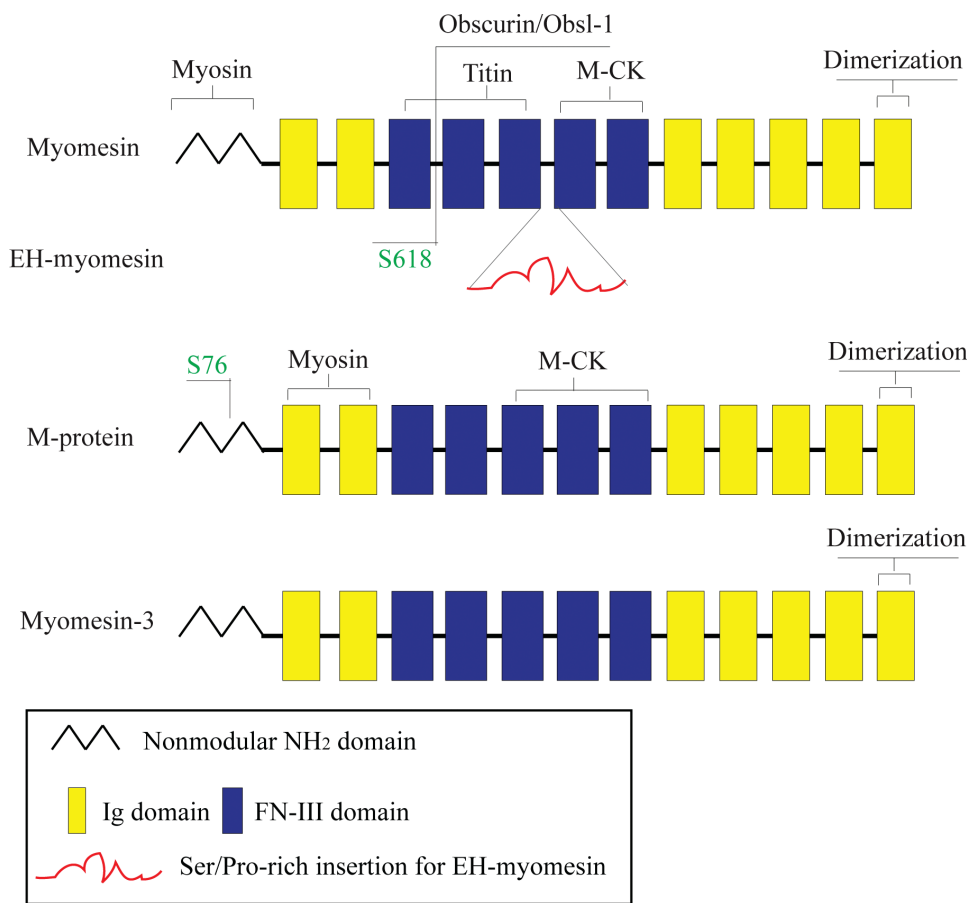 Obscurin/Obsl-1
Myosin
Titin
M-CK
Dimerization
Myomesin
EH-myomesin
S618
S76
Myosin
M-CK
Dimerization
M-protein
Dimerization
Myomesin-3
Nonmodular NH2 domain
Ig domain
FN-III domain
Ser/Pro-rich insertion for EH-myomesin